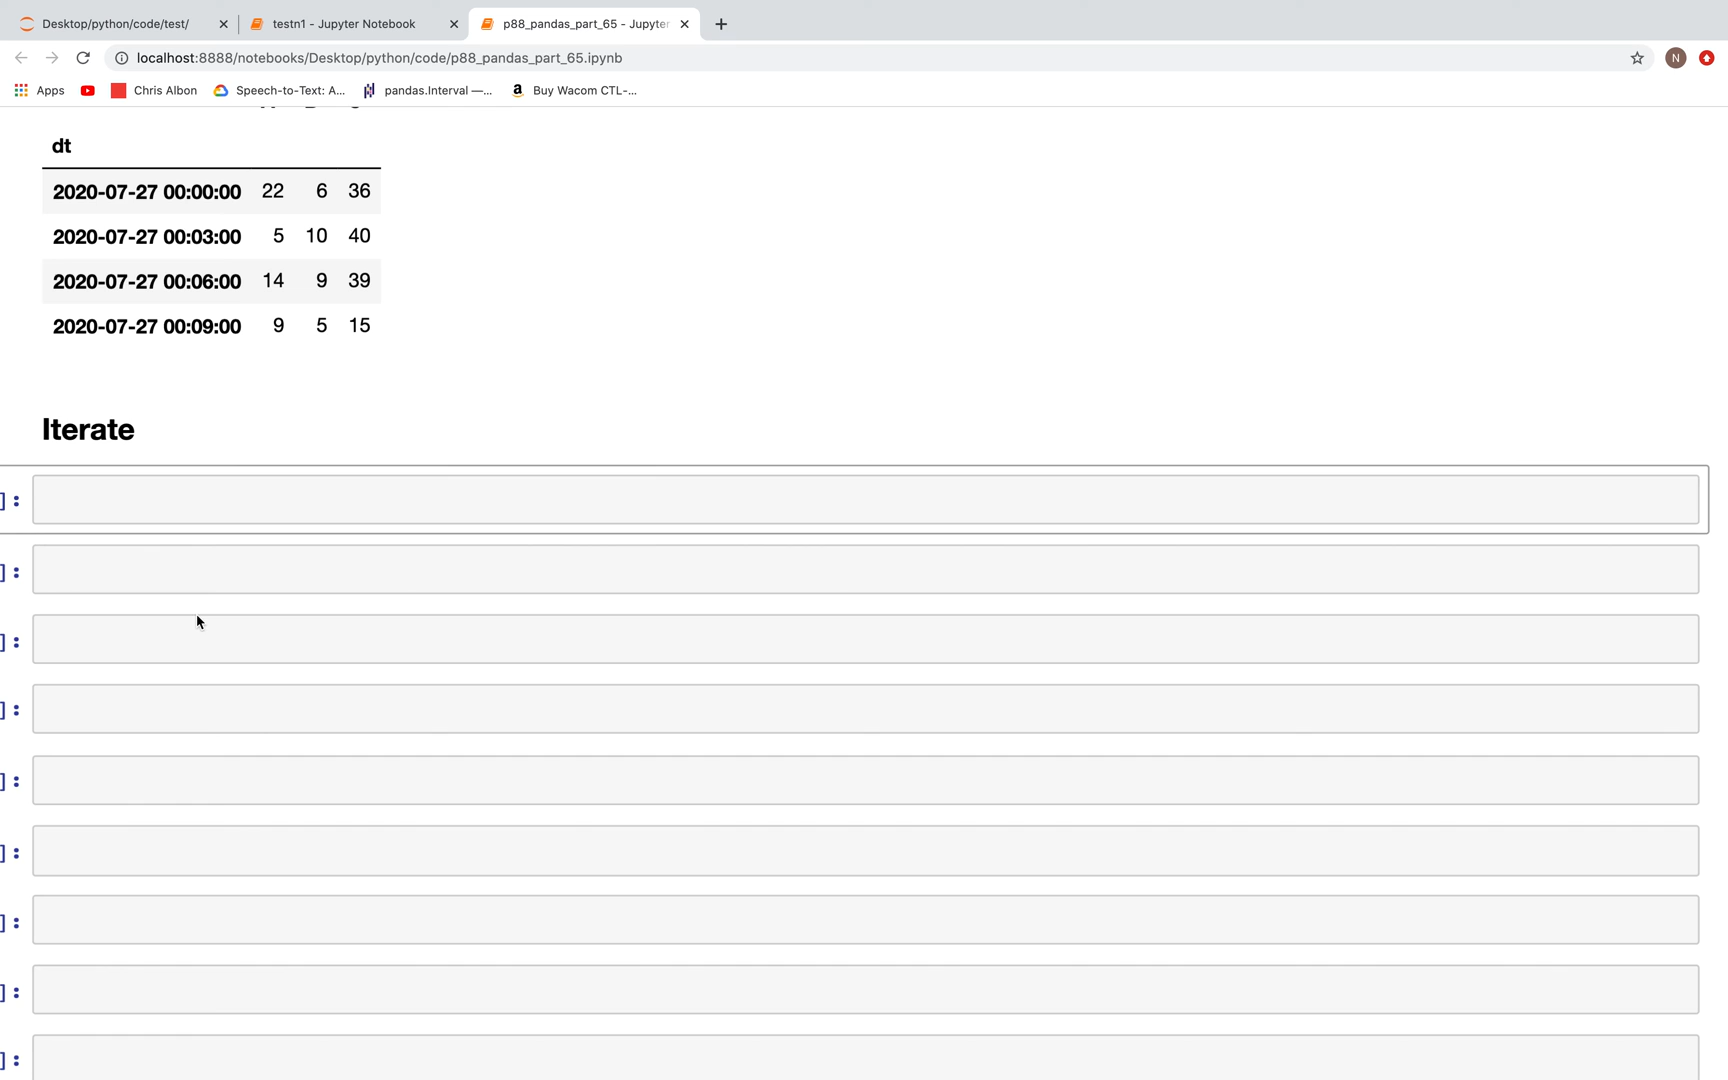 Desktop/python/code/test/
testn1 - Jupyter Notebook
p88_pandas_part_65 - Jupyter
localhost:8888/notebooks/Desktop/python/code/p88_pandas_part_65.ipynb
N
Apps
Chris Albon
Speech-to-Text: A...
pandas.Interval —...
Buy Wacom CTL-...
dt
2020-07-27 00:00:00 22 6 36
2020-07-27 00:03:00 5 10 40
2020-07-27 00:06:00 14 9 39
2020-07-27 00:09:00 9 5 15
Iterate
] :
] :
] :
] :
] :
] :
] :
] :
] :